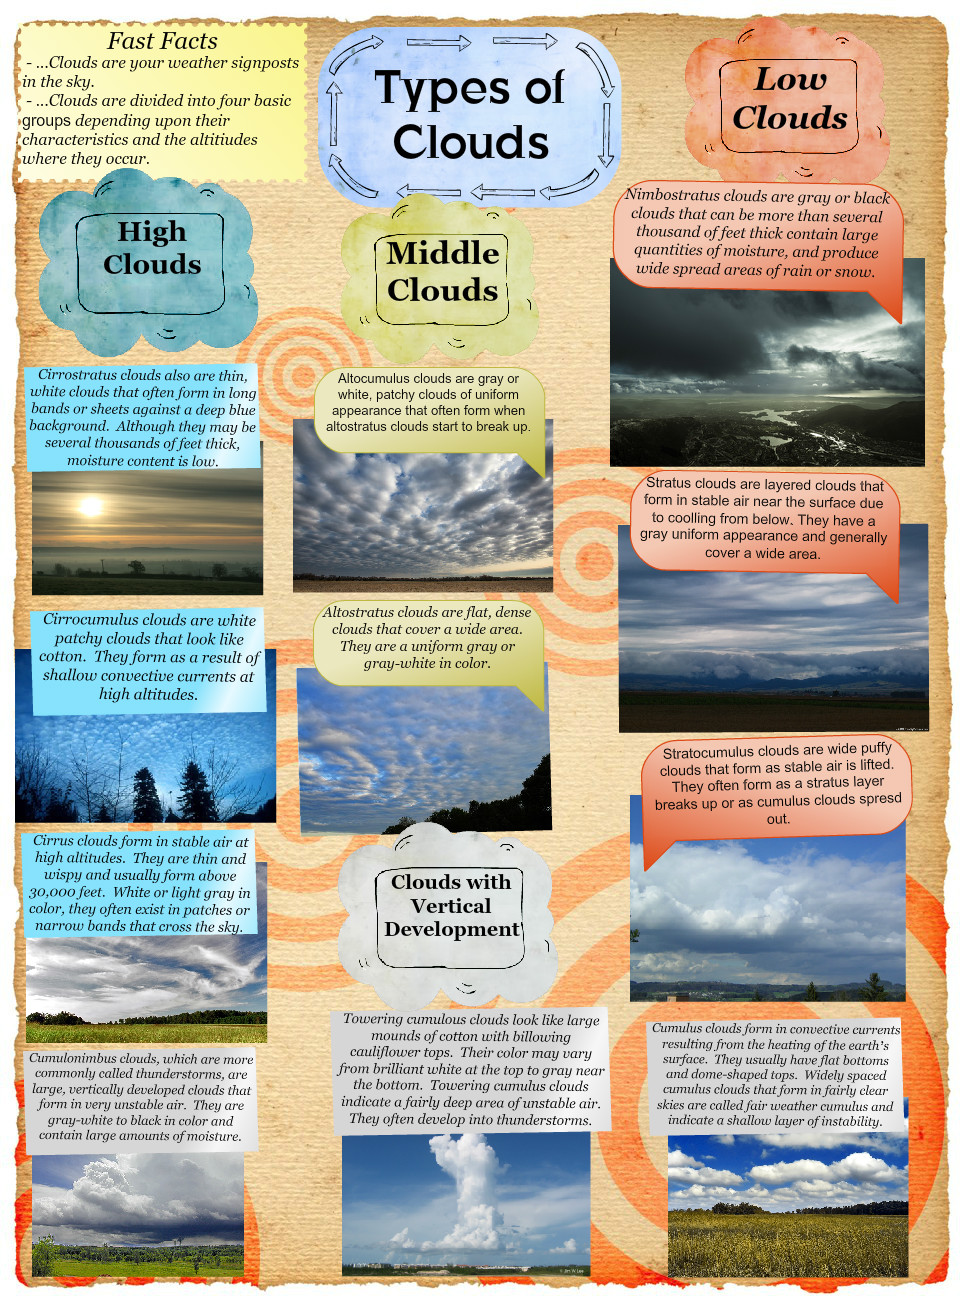 Fast Facts
- ...Clouds are your weather signposts
in the sky.
- ...Clouds are divided into four basic
groups depending upon their
characteristics and the altitiudes
where they occur.
Types of
Clouds
Low
Clouds
Nimbostratus clouds are gray or black
clouds that can be more than several
thousand of feet thick contain large
quantities of moisture, and produce
wide spread areas of rain or snow.
High
Clouds
Middle
Clouds
Cirrostratus clouds also are thin,
white clouds that often form in long
bands or sheets against a deep blue
background. Although they may be
several thousands of feet thick,
moisture content is low.
Altocumulus clouds are gray or
white, patchy clouds of uniform
appearance that often form when
altostratus clouds start to break up.
Stratus clouds are layered clouds that
form in stable air near the surface due
to coolling from below. They have a
gray uniform appearance and generally
cover a wide area.
Cirrocumulus clouds are white
patchy clouds that look like
cotton. They form as a result of
shallow convective currents at
high altitudes.
Altostratus clouds are flat, dense
clouds that cover a wide area.
They are a uniform gray or
gray-white in color.
Stratocumulus clouds are wide puffy
clouds that form as stable air is lifted.
They often form as a stratus layer
breaks up or as cumulus clouds spresd
out.
Cirrus clouds form in stable air at
high altitudes. They are thin and
wispy and usually form above
30,000 feet. White or light gray in
color, they often exist in patches or
narrow bands that cross the sky.
Clouds with
Vertical
Development
Cumulonimbus clouds, which are more
commonly called thunderstorms, are
large, vertically developed clouds that
form in very unstable air. They are
gray-white to black in color and
contain large amounts of moisture.
Towering cumulous clouds look like large
mounds of cotton with billowing
cauliflower tops. Their color may vary
from brilliant white at the top to gray near
the bottom. Towering cumulus clouds
indicate a fairly deep area of unstable air.
They often develop into thunderstorms.
Cumulus clouds form in convective currents
resulting from the heating of the earth's
surface. They usually have flat bottoms
and dome-shaped tops. Widely spaced
cumulus clouds that form in fairly clear
skies are called fair weather cumulus and
indicate a shallow layer of instability.